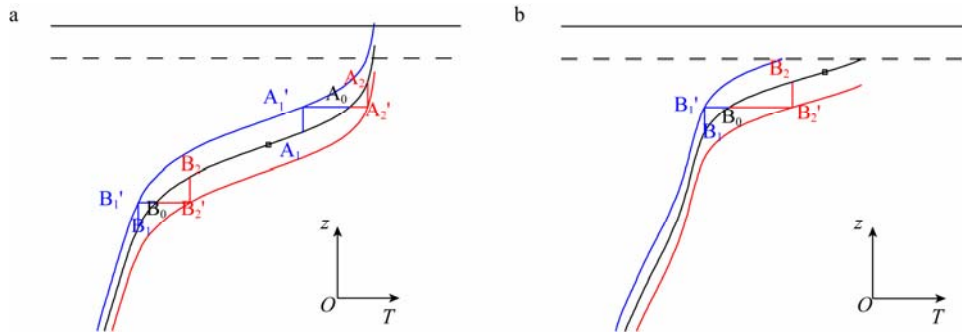 a
A₂
A₁'
A₀
A₂'
A₁
B₂
B₁'
B₀
B₂'
B₁
z
O
T
b
B₂
B₁'
B₀
B₂'
B₁
z
O
T